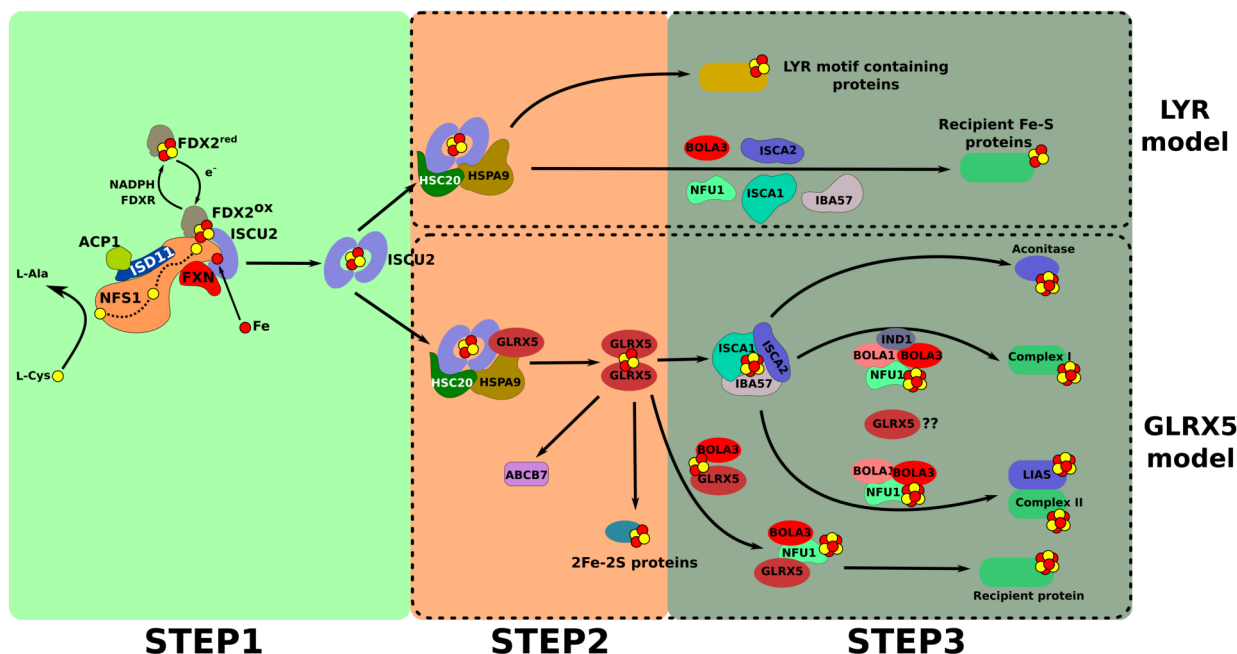 FDX2red
NADPH
FDXR
e-
FDX2ox
ISCU2
ACP1
ISD11
FXN
L-Ala
NFS1
Fe
L-Cys
ISCU2
STEP1
HSC20
HSPA9
LYR motif containing
proteins
BOLA3
ISCA2
NFU1
ISCA1
IBA57
Recipient Fe-S
proteins
LYR
model
GLRX5
HSC20
HSPA9
GLRX5
GLRX5
ABCB7
2Fe-2S proteins
STEP2
ISCA1
ISCA2
IBA57
Aconitase
IND1
BOLA1
BOLA3
NFU1
Complex I
GLRX5 ??
BOLA3
GLRX5
BOLA1
BOLA3
NFU1
LIAS
Complex II
BOLA3
NFU1
GLRX5
Recipient protein
STEP3
GLRX5
model